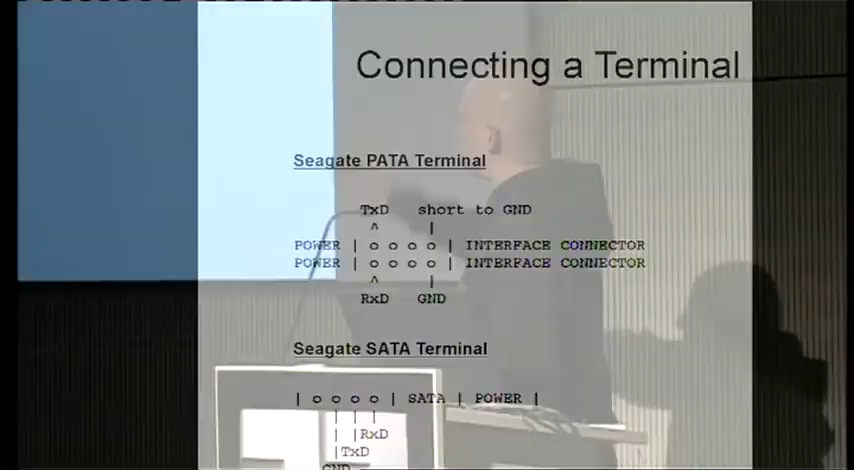 Connecting a Terminal
Seagate PATA Terminal
TxD short to GND
^ |
POWER | o o o o | INTERFACE CONNECTOR
POWER | o o o o | INTERFACE CONNECTOR
^ |
RxD GND
Seagate SATA Terminal
| o o o o | SATA | POWER |
| | |
| |RxD
|TxD
GND